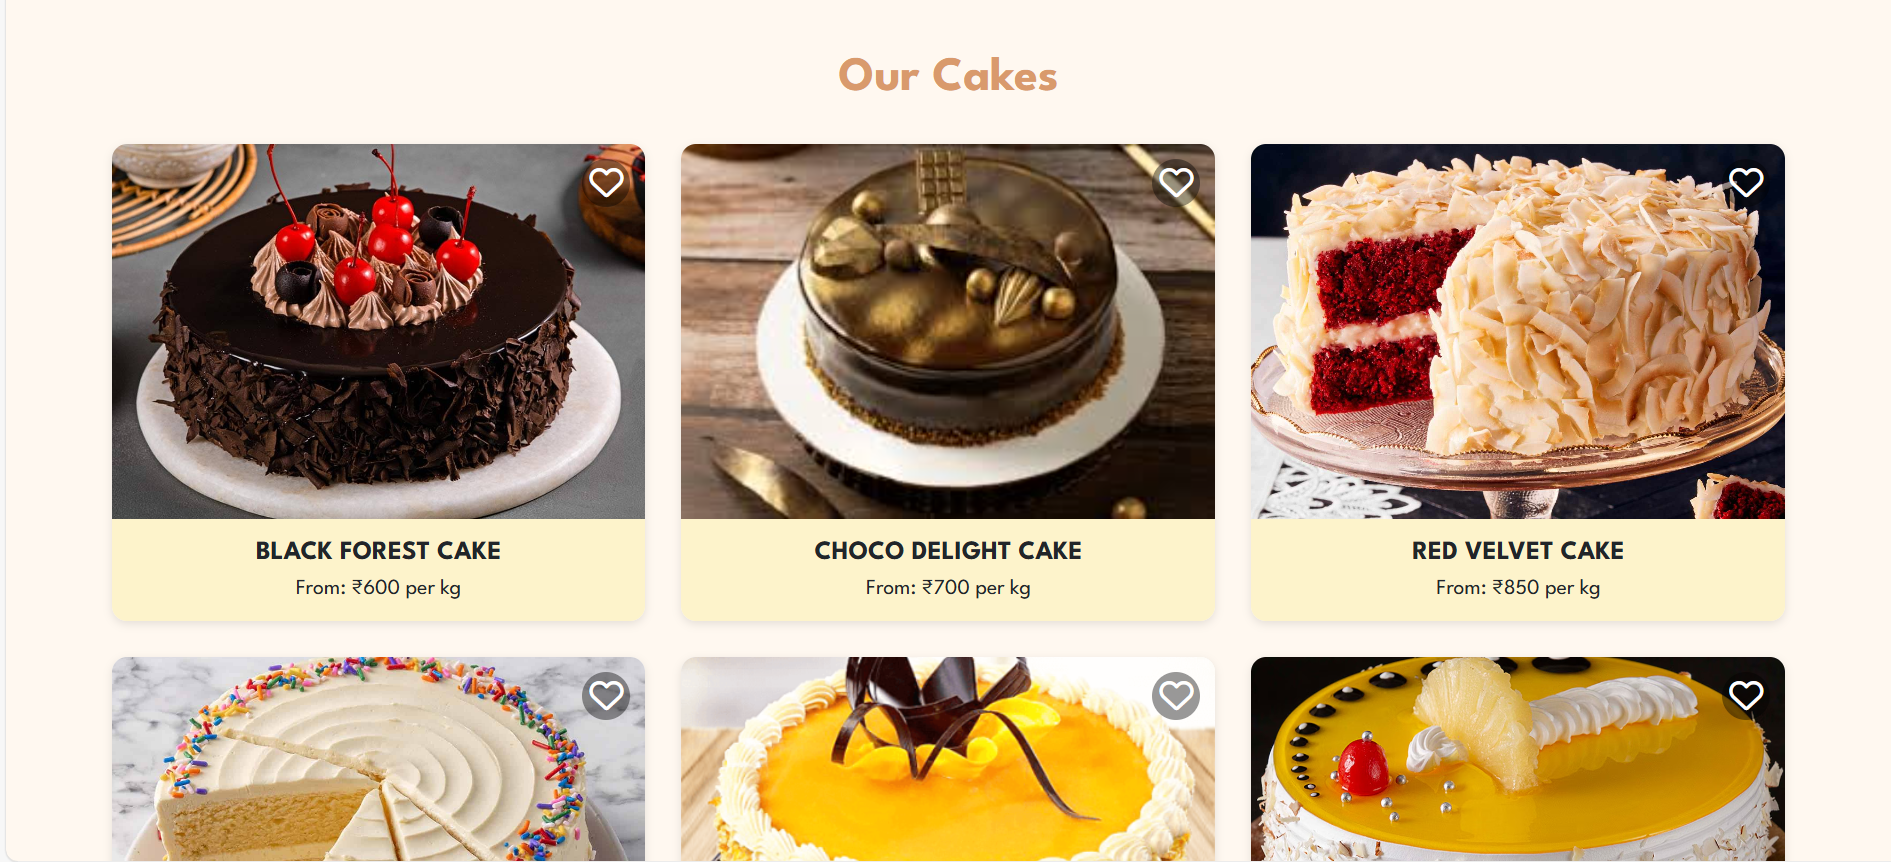 Our Cakes
BLACK FOREST CAKE
From: ₹600 per kg
CHOCO DELIGHT CAKE
From: ₹700 per kg
RED VELVET CAKE
From: ₹850 per kg